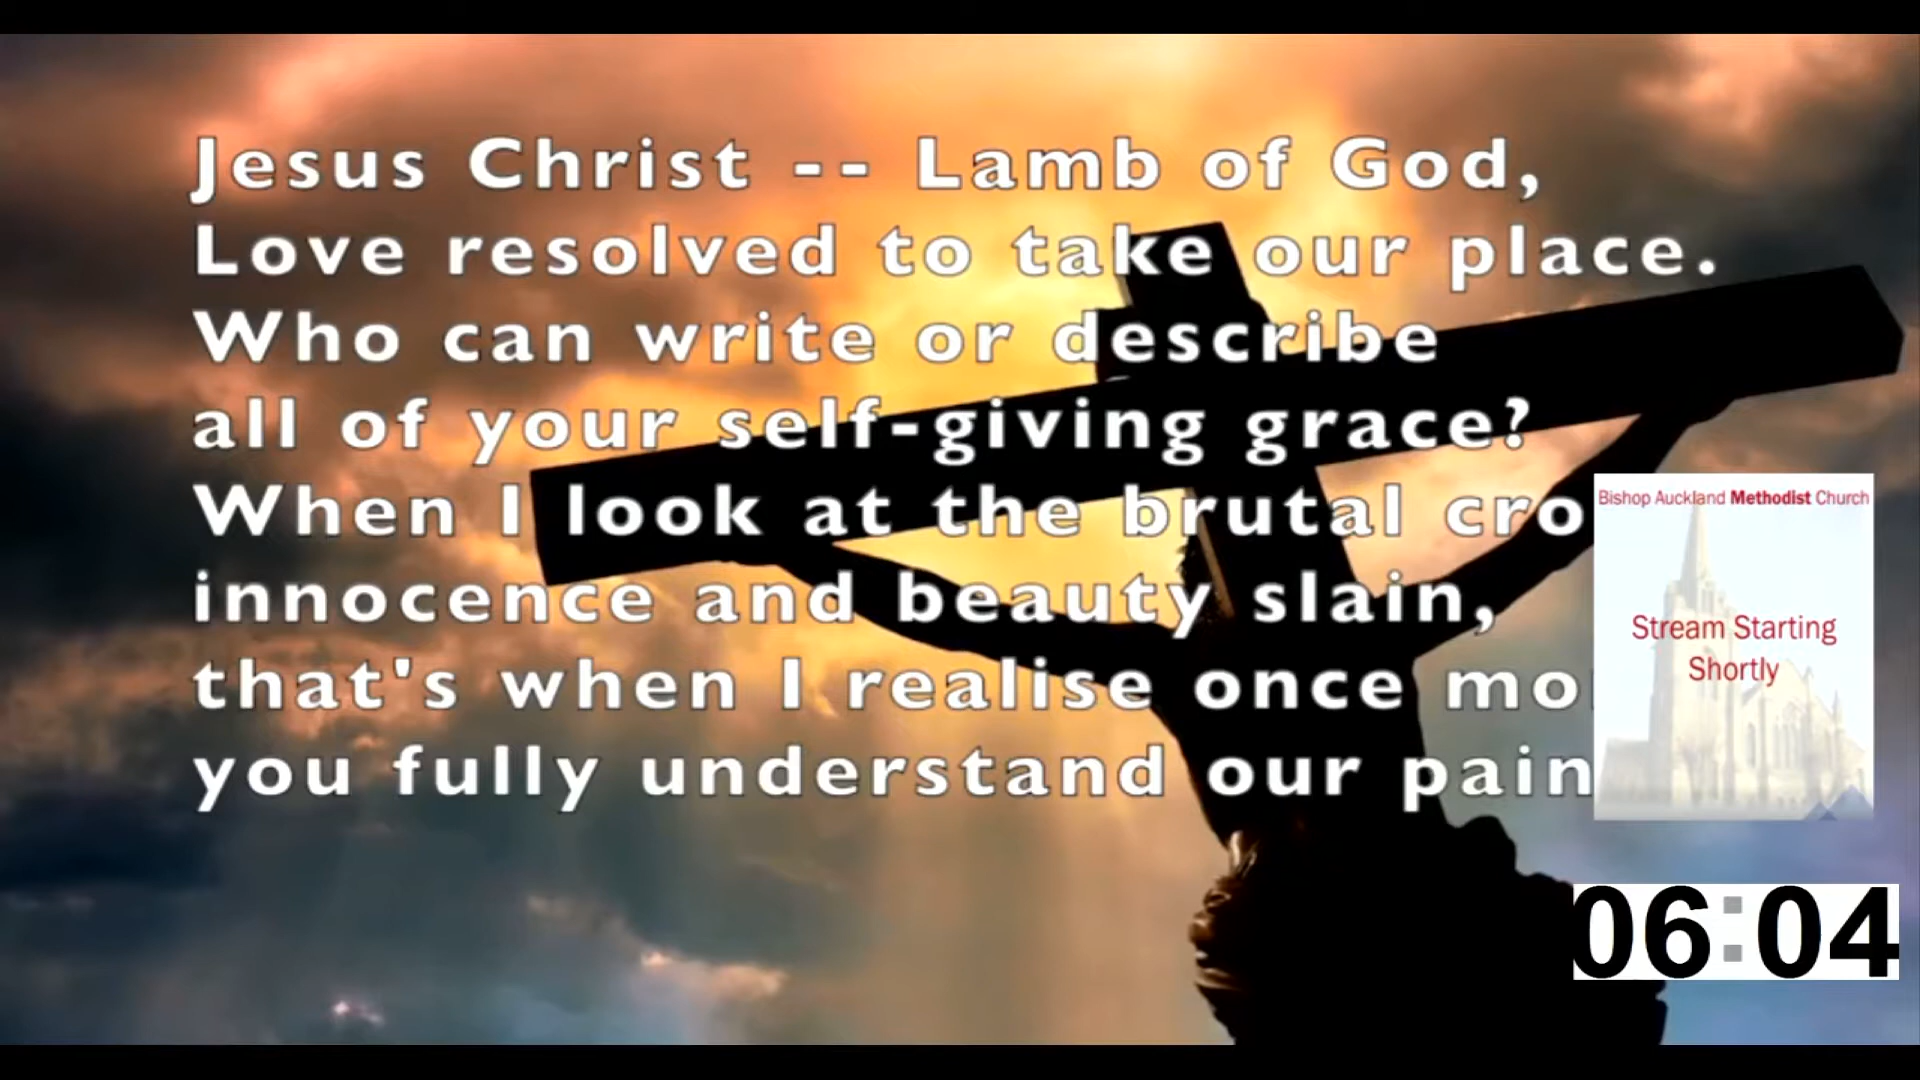 Jesus Christ -- Lamb of God,
Love resolved to take our place.
Who can write or describe
all of your self-giving grace?
When I look at the brutal cro
innocence and beauty slain,
that's when I realise once mo
you fully understand our pain
Bishop Auckland Methodist Church
Stream Starting
Shortly
06:04